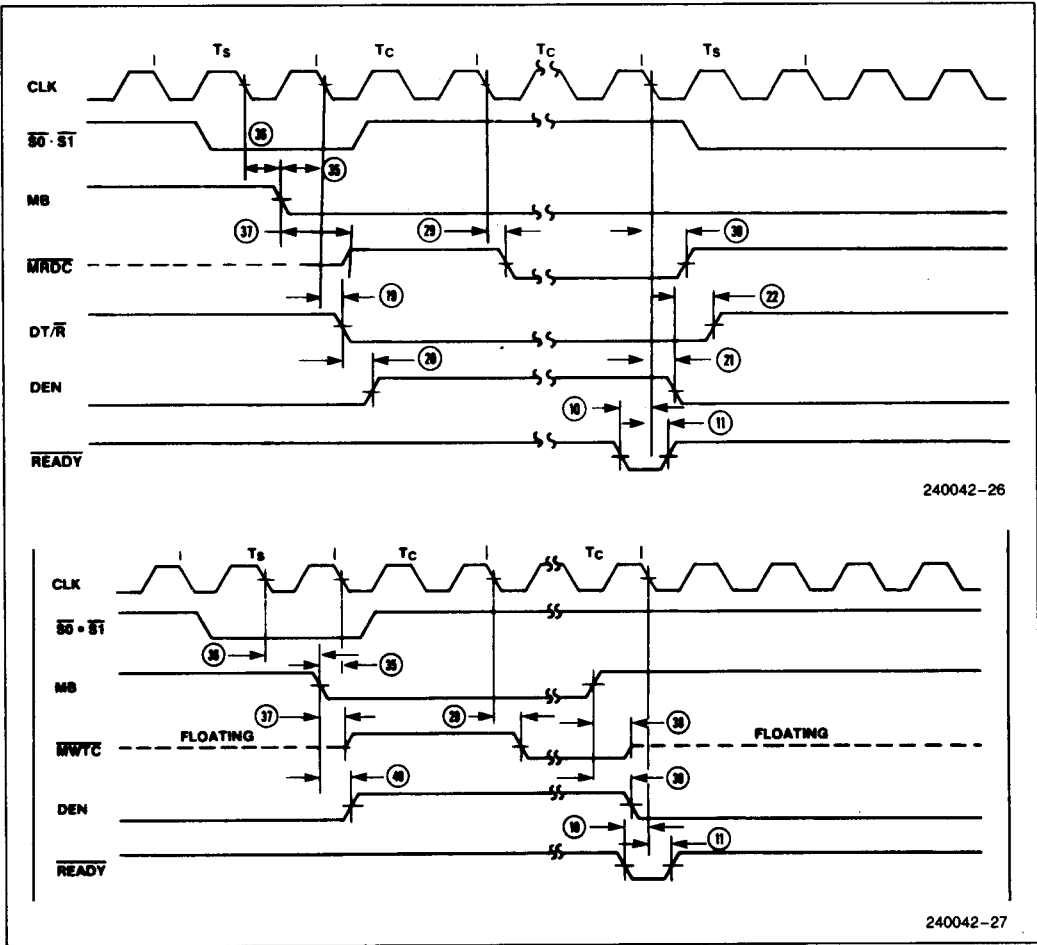 Ts Tc Tc Ts
CLK
S0 · S1
36
35
MB
37 29 30
MRDC
19 22
DT/R
20 21
DEN
10 11
READY
240042-26
Ts Tc Tc
CLK
S0 • S1
36 35
MB
37 29 38
MWTC FLOATING FLOATING
40 38
DEN
10 11
READY
240042-27